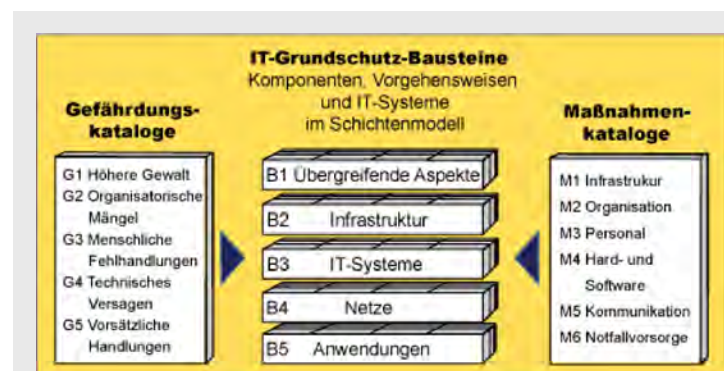 IT-Grundschutz-Bausteine
Komponenten, Vorgehensweisen
und IT-Systeme
im Schichtenmodell
Gefährdungs-
kataloge
G1 Höhere Gewalt
G2 Organisatorische
Mängel
G3 Menschliche
Fehlhandlungen
G4 Technisches
Versagen
G5 Vorsätzliche
Handlungen
B1 Übergreifende Aspekte
B2 Infrastruktur
B3 IT-Systeme
B4 Netze
B5 Anwendungen
Maßnahmen-
kataloge
M1 Infrastrukur
M2 Organisation
M3 Personal
M4 Hard- und
Software
M5 Kommunikation
M6 Notfallvorsorge